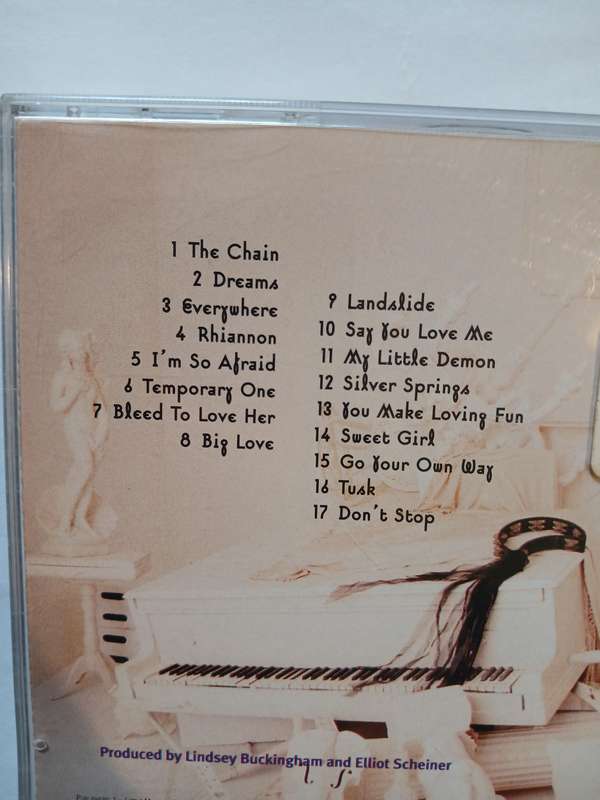 1 The Chain
2 Dreams
3 Everywhere
4 Rhiannon
5 I'm So Afraid
6 Temporary One
7 Bleed To Love Her
8 Big Love
9 Landslide
10 Say You Love Me
11 My Little Demon
12 Silver Springs
13 You Make Loving Fun
14 Sweet Girl
15 Go Your Own Way
16 Tusk
17 Don't Stop
Produced by Lindsey Buckingham and Elliot Scheiner